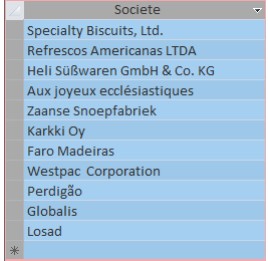 Societe
Specialty Biscuits, Ltd.
Refrescos Americanas LTDA
Heli Süßwaren GmbH & Co. KG
Aux joyeux ecclésiastiques
Zaanse Snoepfabriek
Karkki Oy
Faro Madeiras
Westpac Corporation
Perdigão
Globalis
Losad